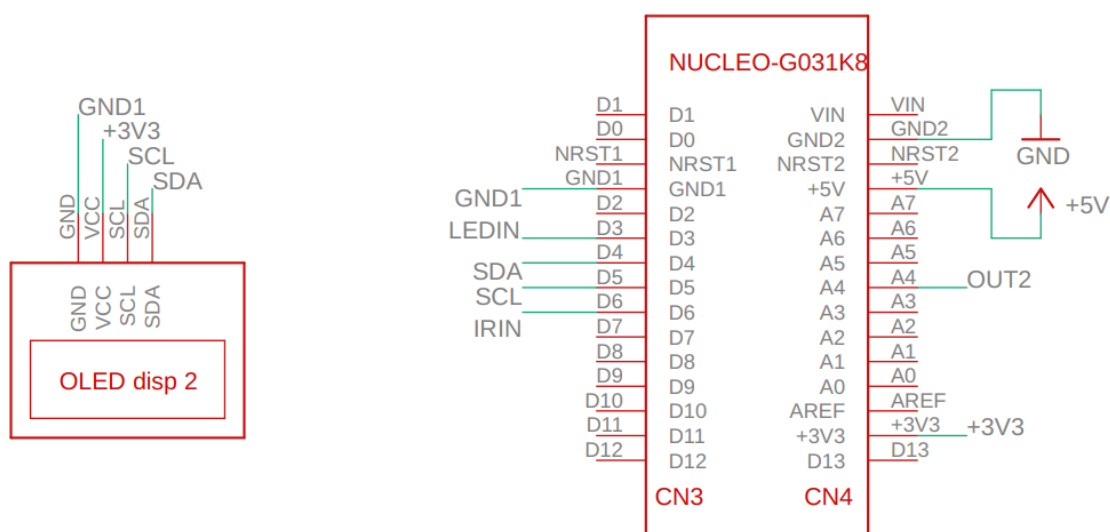 GND1
+3V3
SCL
SDA
GND
VCC
SCL
SDA
GND
VCC
SCL
SDA
OLED disp 2
NUCLEO-G031K8
D1 D1 VIN VIN
D0 D0 GND2 GND2
NRST1 NRST1 NRST2 NRST2
GND
GND1 GND1 GND1 +5V +5V
D2 D2 A7 A7
+5V
LEDIN D3 D3 A6 A6
D4 D4 A5 A5
SDA
D5 D5 A4 A4 OUT2
SCL
D6 D6 A3 A3
IRIN
D7 D7 A2 A2
D8 D8 A1 A1
D9 D9 A0 A0
D10 D10 AREF AREF
D11 D11 +3V3 +3V3 +3V3
D12 D12 D13 D13
CN3 CN4